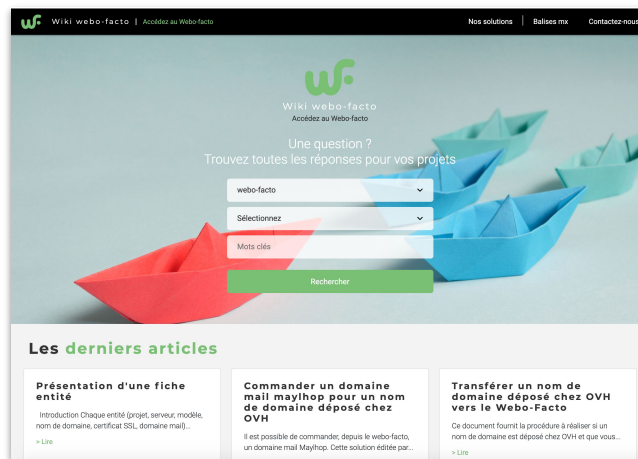 Wiki webo-facto | Accédez au Webo-facto
Nos solutions
Balises mx
Contactez-nous
Wiki webo-facto
Accédez au Webo-facto
Une question ?
Trouvez toutes les réponses pour vos projets
webo-facto
Sélectionnez
Mots clés
Rechercher
Les derniers articles
Présentation d'une fiche
entité
Introduction Chaque entité (projet, serveur, modèle,
nom de domaine, certificat SSL, domaine mail)...
> Lire
Commander un domaine
mail maylhop pour un nom
de domaine déposé chez
OVH
Il est possible de commander, depuis le webo-facto,
un domaine mail Maylhop. Cette solution éditée par...
Transférer un nom de
domaine déposé chez OVH
vers le Webo-Facto
Ce document fournit la procédure à réaliser si un
nom de domaine est déposé chez OVH et que vous...
> Lire